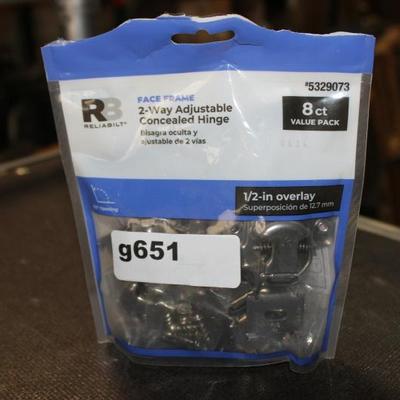 #5329073
RB
RELIABILT®
FACE FRAME
2-Way Adjustable
Concealed Hinge
Bisagra oculta y
ajustable de 2 vías
8 ct
VALUE PACK
1/2-in overlay
Superposición de 12.7 mm
g651